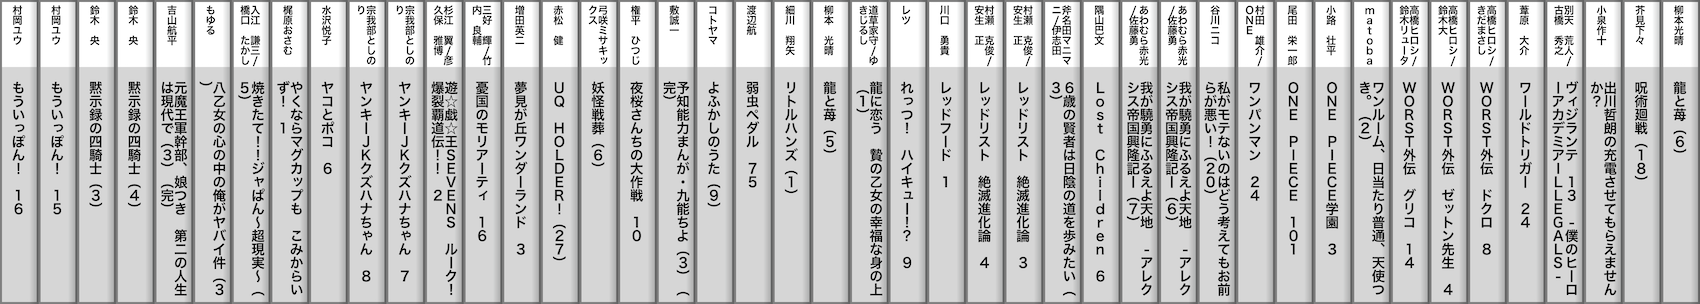 柳本光晴
龍と苺（６）
芥見下々
呪術廻戦（１８）
小泉作十
出川哲朗の充電させてもらえません
か？
別天　荒人／
古橋　秀之
ヴィジランテ　１３　-僕のヒーロ
ーアカデミアＩＬＬＥＧＡＬＳ-
葦原　大介
ワールドトリガー　２４
高橋ヒロシ／
きだまさし
ＷＯＲＳＴ外伝　ドクロ　８
高橋ヒロシ／
鈴木大
ＷＯＲＳＴ外伝　ゼットン先生　４
高橋ヒロシ／
鈴木リュータ
ＷＯＲＳＴ外伝　グリコ　１４
ｍａｔｏｂａ
ワンルーム、日当たり普通、天使つ
き。（２）
小路　壮平
ＯＮＥ　ＰＩＥＣＥ学園　３
尾田　栄一郎
ＯＮＥ　ＰＩＥＣＥ　１０１
村田　雄介／
ＯＮＥ
ワンパンマン　２４
谷川ニコ
私がモテないのはどう考えてもお前
らが悪い！（２０）
あわむら赤光
／佐藤勇
我が驍勇にふるえよ天地　-アレク
シス帝国興隆記ー（６）
あわむら赤光
／佐藤勇
我が驍勇にふるえよ天地　-アレク
シス帝国興隆記ー（７）
隅山巴文
Ｌｏｓｔ　Ｃｈｉｌｄｒｅｎ　６
斧名田マニマ
ニ／伊志田
６歳の賢者は日陰の道を歩みたい（
３）
村瀬　克俊／
安生　正
レッドリスト　絶滅進化論　３
村瀬　克俊／
安生　正
レッドリスト　絶滅進化論　４
川口　勇貴
レッドフード　１
レツ
れっつ！　ハイキュー！？　９
道草家守／ゆ
きじるし
龍に恋う　贄の乙女の幸福な身の上
（１）
柳本　光晴
龍と苺（５）
細川　翔矢
リトルハンズ（１）
渡辺航
弱虫ペダル　７５
コトヤマ
よふかしのうた（９）
敷誠一
予知能力まんが・九能ちよ（３）（
完）
権平　ひつじ
夜桜さんちの大作戦　１０
弓咲ミサキッ
クス
妖怪戦葬（６）
赤松　健
ＵＱ　ＨＯＬＤＥＲ！（２７）
増田英二
夢見が丘ワンダーランド　３
三好　輝／竹
内　良輔
憂国のモリアーティ　１６
杉江　翼／彦
久保　雅博
遊☆戯☆王ＳＥＶＥＮＳ　ルーク！
爆裂覇道伝！！　２
宗我部としの
り
ヤンキーＪＫクズハナちゃん　７
宗我部としの
り
ヤンキーＪＫクズハナちゃん　８
水沢悦子
ヤコとポコ　６
梶原おさむ
やくならマグカップも　こみからい
ず！　１
入江　謙三／
橋口　たかし
焼きたて！！ジャぱん～超現実～（
５）
もゆる
八乙女の心の中の俺がヤバイ件（３
）
吉山航平
元魔王軍幹部、娘つき　第二の人生
は現代で（３）（完）
鈴木　央
黙示録の四騎士（４）
鈴木　央
黙示録の四騎士（３）
村岡ユウ
もういっぽん！　１５
村岡ユウ
もういっぽん！　１６